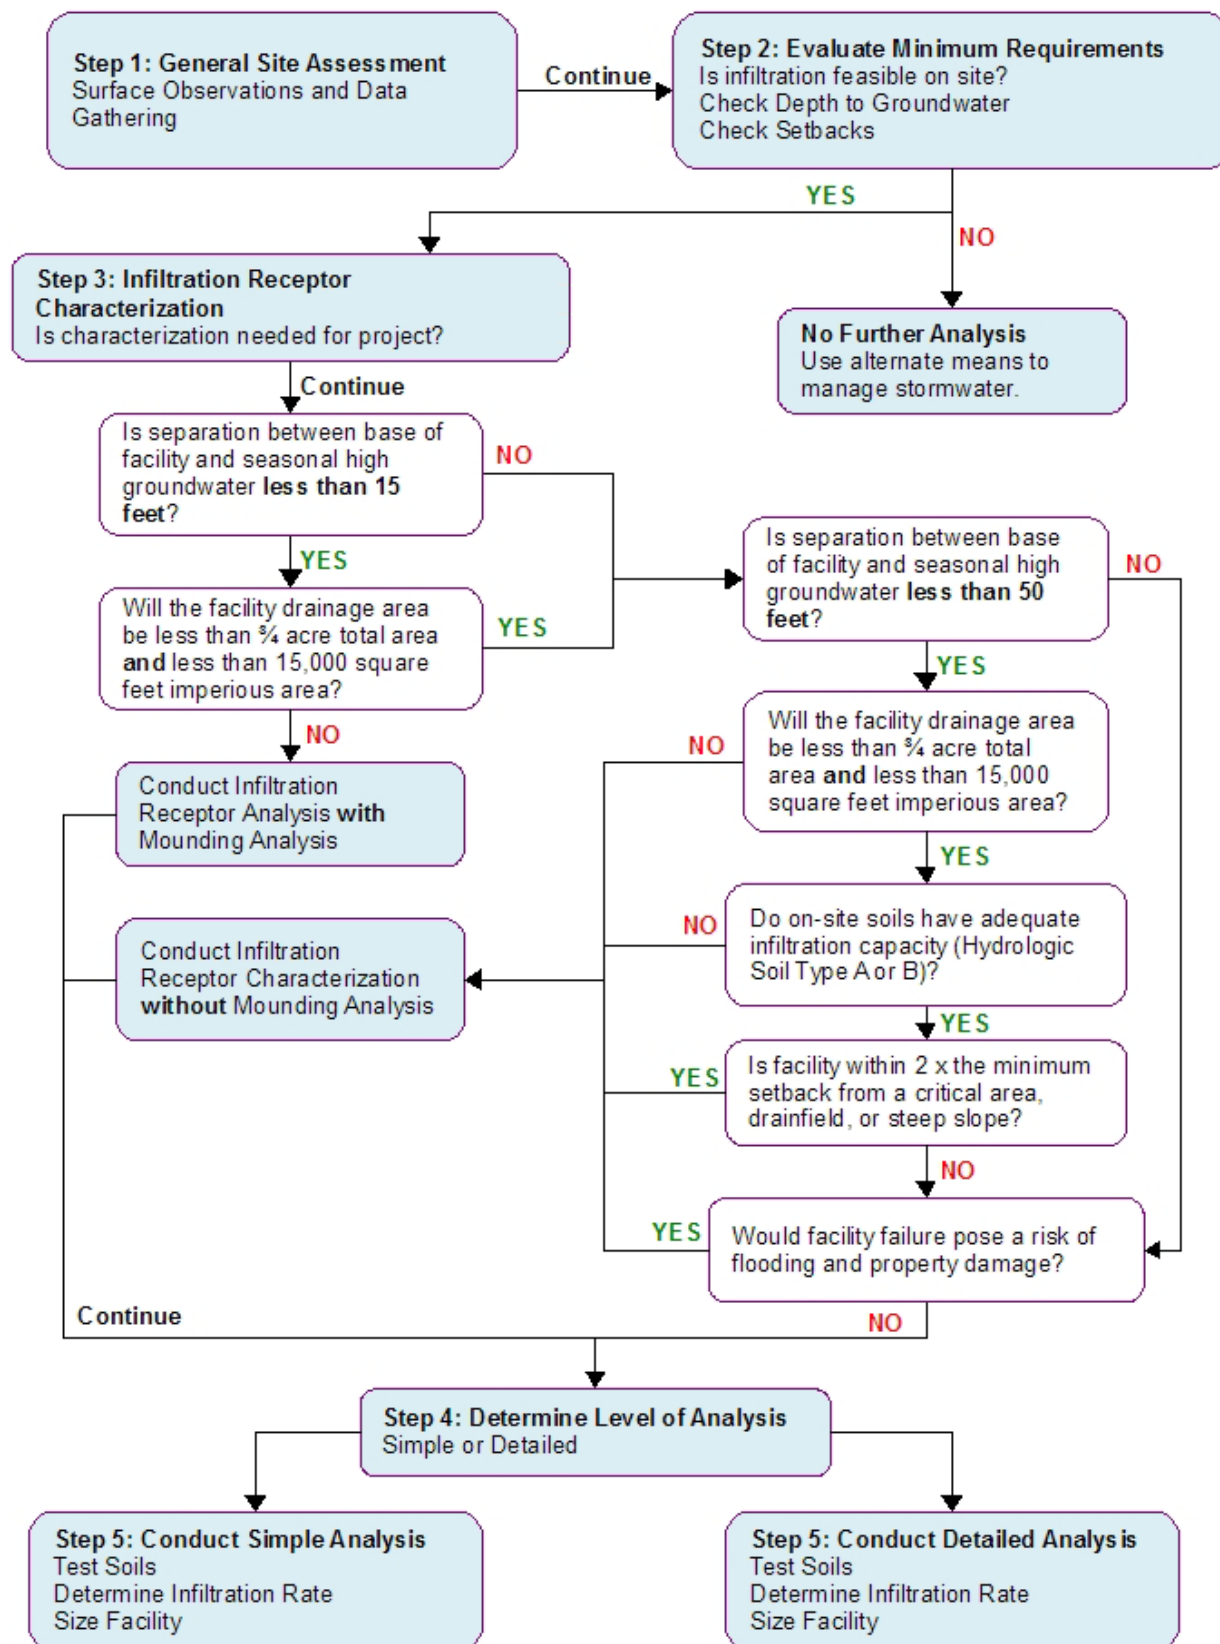 Step 1: General Site Assessment
Surface Observations and Data
Gathering
Continue
Step 2: Evaluate Minimum Requirements
Is infiltration feasible on site?
Check Depth to Groundwater
Check Setbacks
YES
NO
Step 3: Infiltration Receptor
Characterization
Is characterization needed for project?
No Further Analysis
Use alternate means to
manage stormwater.
Continue
Is separation between base of
facility and seasonal high
groundwater less than 15
feet?
NO
YES
Is separation between base
of facility and seasonal high
groundwater less than 50
feet?
NO
Will the facility drainage area
be less than ¾ acre total area
and less than 15,000 square
feet imperious area?
YES
NO
YES
Will the facility drainage area
be less than ¾ acre total
area and less than 15,000
square feet imperious area?
NO
YES
Conduct Infiltration
Receptor Analysis with
Mounding Analysis
Do on-site soils have adequate
infiltration capacity (Hydrologic
Soil Type A or B)?
NO
YES
Conduct Infiltration
Receptor Characterization
without Mounding Analysis
Is facility within 2 x the minimum
setback from a critical area,
drainfield, or steep slope?
YES
NO
Would facility failure pose a risk of
flooding and property damage?
YES
NO
Continue
Step 4: Determine Level of Analysis
Simple or Detailed
Step 5: Conduct Simple Analysis
Test Soils
Determine Infiltration Rate
Size Facility
Step 5: Conduct Detailed Analysis
Test Soils
Determine Infiltration Rate
Size Facility